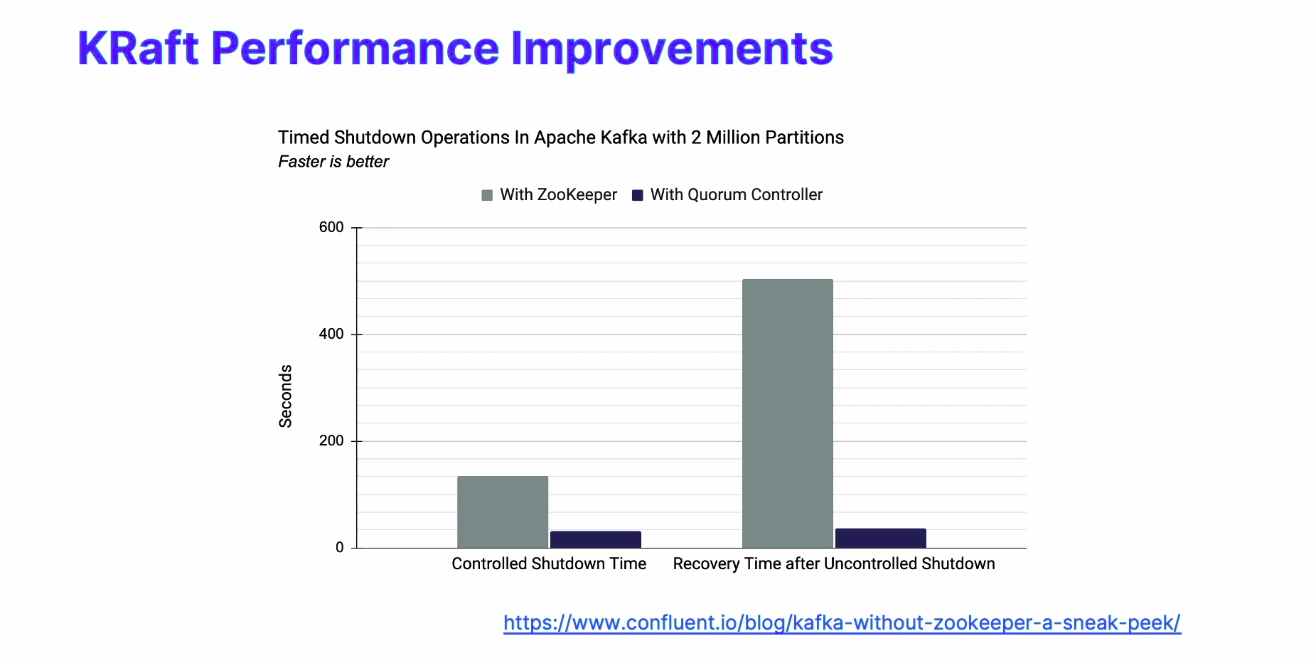 KRaft Performance Improvements
Timed Shutdown Operations In Apache Kafka with 2 Million Partitions
Faster is better
With ZooKeeper With Quorum Controller
600
400
200
0
Seconds
Controlled Shutdown Time Recovery Time after Uncontrolled Shutdown
https://www.confluent.io/blog/kafka-without-zookeeper-a-sneak-peek/